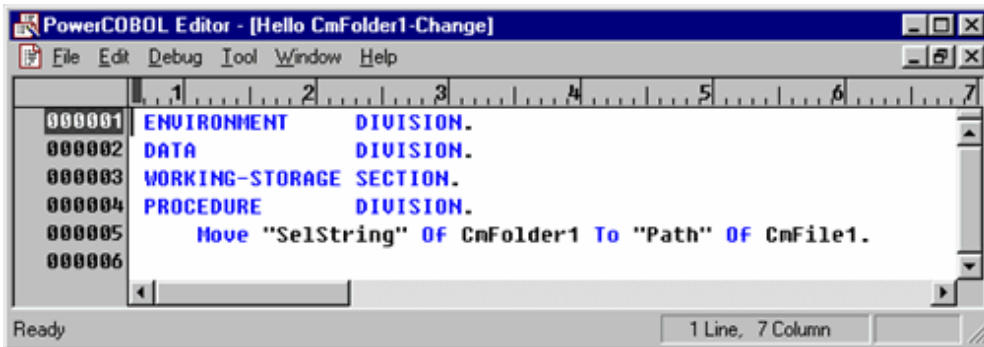 PowerCOBOL Editor - [Hello CmFolder1-Change]
File Edit Debug Tool Window Help
1 2 3 4 5 6 7
000001 ENVIRONMENT DIVISION.
000002 DATA DIVISION.
000003 WORKING-STORAGE SECTION.
000004 PROCEDURE DIVISION.
000005 Move "SelString" Of CmFolder1 To "Path" Of CmFile1.
000006
Ready 1 Line, 7 Column